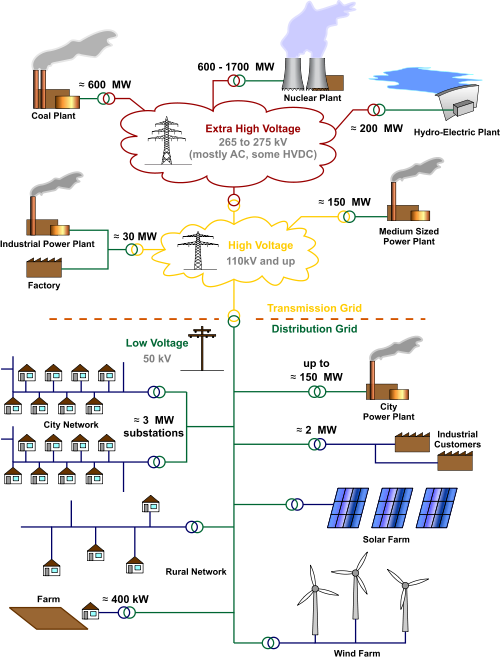 600 - 1700 MW
≈ 600 MW
Nuclear Plant
Coal Plant
Extra High Voltage
265 to 275 kV
(mostly AC, some HVDC)
≈ 200 MW
Hydro-Electric Plant
≈ 150 MW
Medium Sized
Power Plant
≈ 30 MW
Industrial Power Plant
High Voltage
110kV and up
Factory
Transmission Grid
Distribution Grid
Low Voltage
50 kV
up to
≈ 150 MW
City
Power Plant
City Network
≈ 3 MW
substations
≈ 2 MW
Industrial
Customers
Solar Farm
Rural Network
Farm
≈ 400 kW
Wind Farm